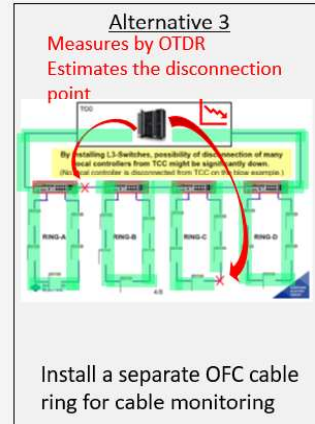 Alternative 3
Measures by OTDR
Estimates the disconnection
point
TCC
By installing L3-Switches, possibility of disconnection of many
local controllers from TCC might be significantly down.
(No local controller is disconnected from TCC on the blow example.)
RING-A
RING-B
RING-C
RING-D
Install a separate OFC cable
ring for cable monitoring